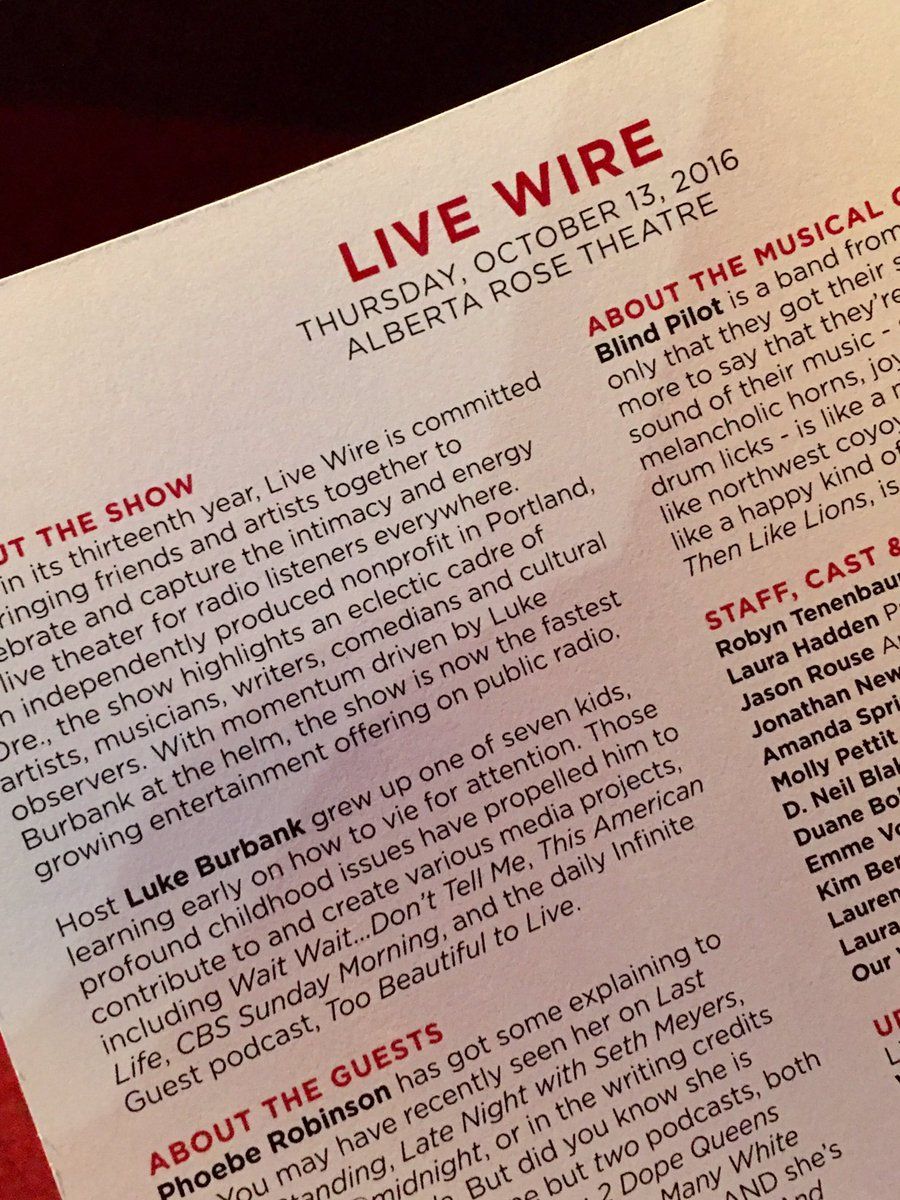 LIVE WIRE
THURSDAY, OCTOBER 13, 2016
ALBERTA ROSE THEATRE
UT THE SHOW
in its thirteenth year, Live Wire is committed
ringing friends and artists together to
ebrate and capture the intimacy and energy
live theater for radio listeners everywhere.
n independently produced nonprofit in Portland,
Ore., the show highlights an eclectic cadre of
artists, musicians, writers, comedians and cultural
observers. With momentum driven by Luke
Burbank at the helm, the show is now the fastest
growing entertainment offering on public radio.
Host Luke Burbank grew up one of seven kids,
learning early on how to vie for attention. Those
profound childhood issues have propelled him to
contribute to and create various media projects,
including Wait Wait...Don't Tell Me, This American
Life, CBS Sunday Morning, and the daily Infinite
Guest podcast, Too Beautiful to Live.
ABOUT THE GUESTS
Phoebe Robinson has got some explaining to
You may have recently seen her on Last
Standing, Late Night with Seth Meyers,
midnight, or in the writing credits
But did you know she is
ne but two podcasts, both
2 Dope Queens
Many White
AND she's
ABOUT THE MUSICAL
Blind Pilot is a band from
only that they got their s
more to say that they're
sound of their music -
melancholic horns, joy
drum licks - is like a
like northwest coyo
like a happy kind of
Then Like Lions, is
STAFF, CAST &
Robyn Tenenbau
Laura Hadden P
Jason Rouse A
Jonathan New
Amanda Spri
Molly Pettit
D. Neil Bla
Duane Bo
Emme Vo
Kim Ber
Lauren
Laura
Our